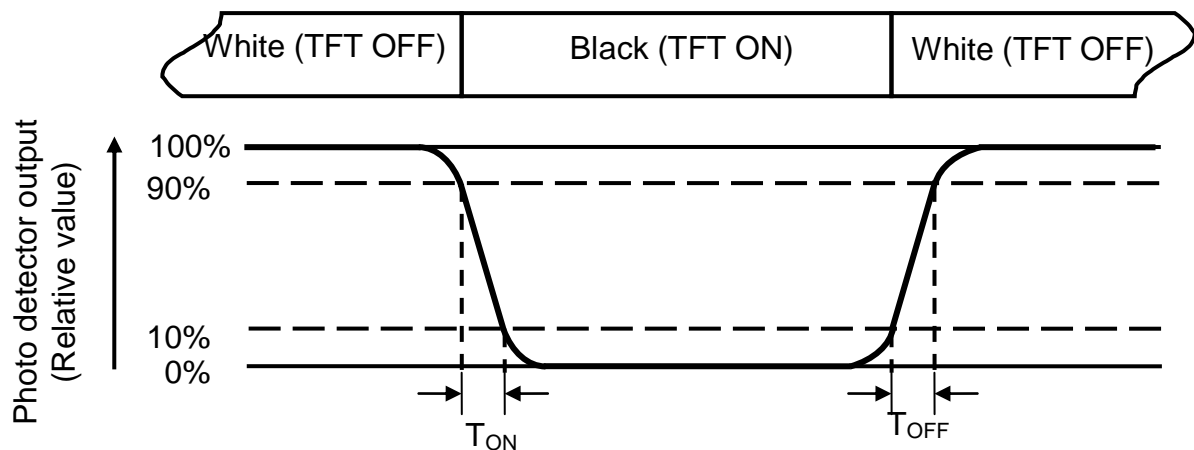 White (TFT OFF) Black (TFT ON) White (TFT OFF)
Photo detector output
(Relative value)
100%
90%
10%
0%
TON TOFF